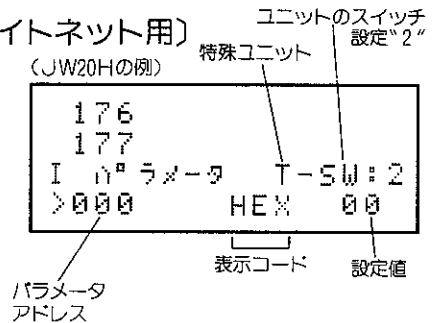 イトネット用〕
（JW20Hの例）
特殊ユニット
ユニットのスイッチ
設定"2"
176
177
I パラメータ T-SW:2
>000 HEX 00
表示コード
設定値
パラメータ
アドレス